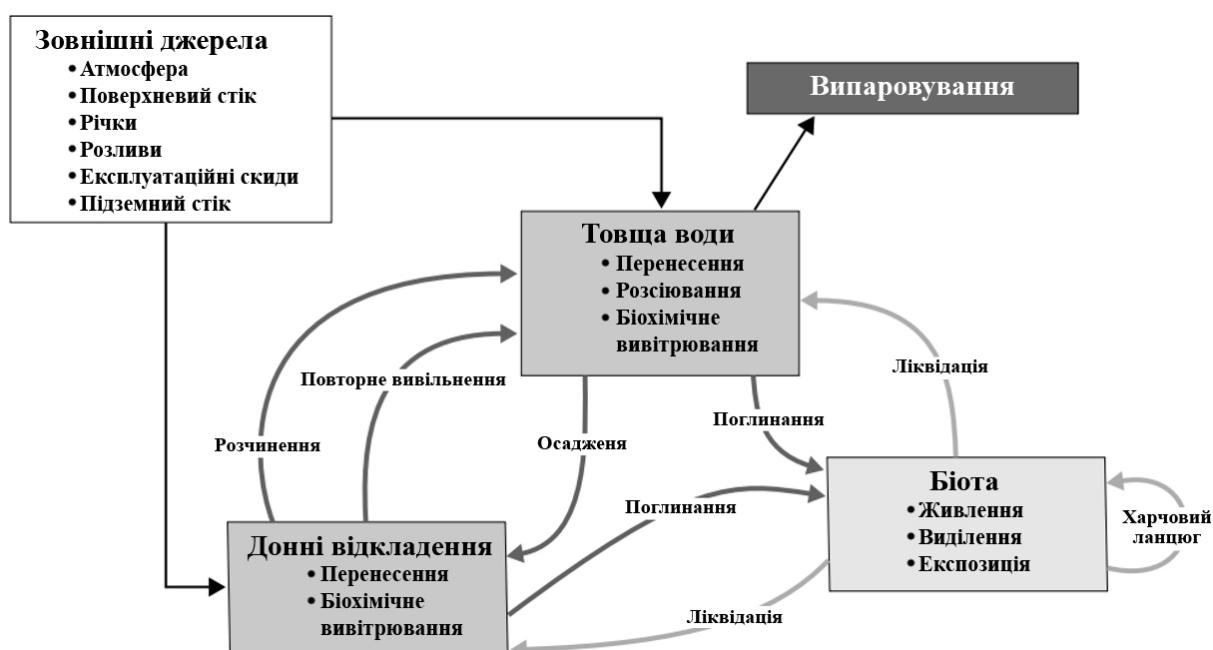 Зовнішні джерела
• Атмосфера
• Поверхневий стік
• Річки
• Розливи
• Експлуатаційні скиди
• Підземний стік
Випаровування
Товща води
• Перенесення
• Розсіювання
• Біохімічне
вивітрювання
Ліквідація
Повторне вивільнення
Поглинання
Розчинення
Осадженя
Біота
• Живлення
• Виділення
• Експозиція
Харчовий
ланцюг
Поглинання
Донні відкладення
• Перенесення
• Біохімічне
вивітрювання
Ліквідація